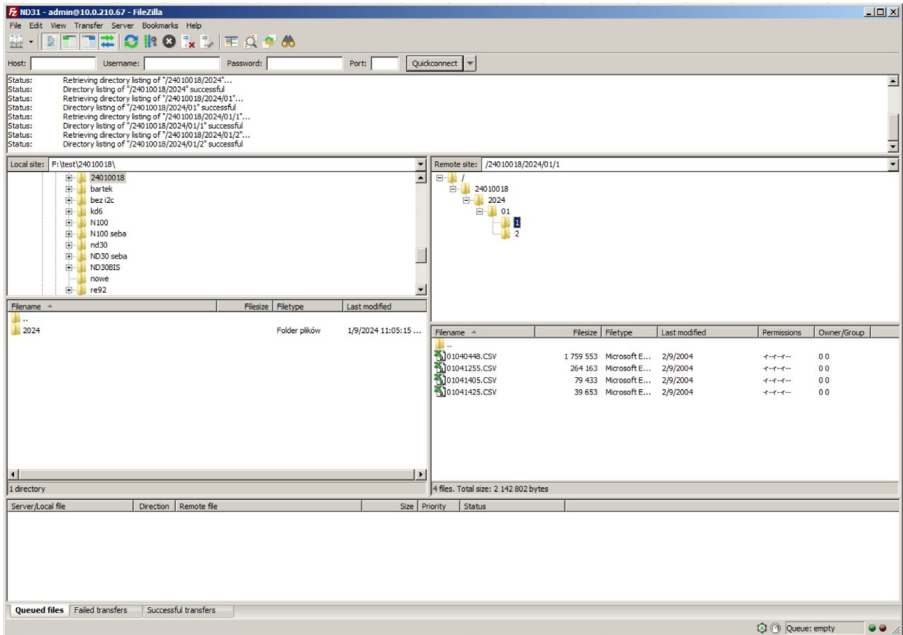 ND31 - admin@10.0.210.67 - FileZilla
File Edit View Transfer Server Bookmarks Help
Host: Username: Password: Port: Quickconnect
Status: Retrieving directory listing of "/24010018/2024"...
Status: Directory listing of "/24010018/2024" successful
Status: Retrieving directory listing of "/24010018/2024/01"...
Status: Directory listing of "/24010018/2024/01" successful
Status: Retrieving directory listing of "/24010018/2024/01/1"...
Status: Directory listing of "/24010018/2024/01/1" successful
Status: Retrieving directory listing of "/24010018/2024/01/2"...
Status: Directory listing of "/24010018/2024/01/2" successful
Local site: F:\test\24010018\
24010018
bartek
bez i2c
kd6
N100
N100 seba
nd30
ND30 seba
ND30BIS
nowe
re92
Filename Filesize Filetype Last modified
..
2024 Folder plików 1/9/2024 11:05:15 ...
1 directory
Remote site: /24010018/2024/01/1
/
24010018
2024
01
1
2
Filename Filesize Filetype Last modified Permissions Owner/Group
..
01040448.CSV 1 759 553 Microsoft E... 2/9/2004 -r--r--r-- 0 0
01041255.CSV 264 163 Microsoft E... 2/9/2004 -r--r--r-- 0 0
01041405.CSV 79 433 Microsoft E... 2/9/2004 -r--r--r-- 0 0
01041425.CSV 39 653 Microsoft E... 2/9/2004 -r--r--r-- 0 0
4 files. Total size: 2 142 802 bytes
Server/Local file Direction Remote file Size Priority Status
Queued files Failed transfers Successful transfers
Queue: empty